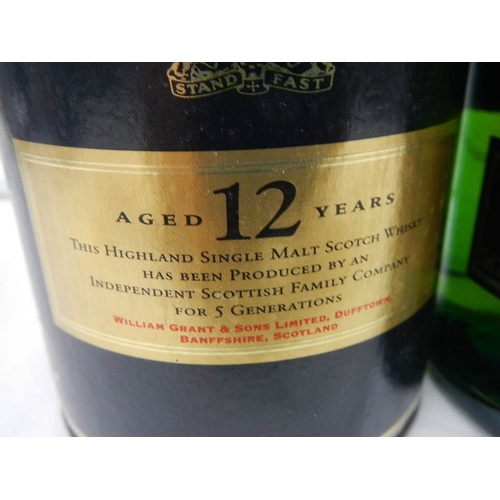 STAND FAST
AGED 12 YEARS
THIS HIGHLAND SINGLE MALT SCOTCH WHISKY
HAS BEEN PRODUCED BY AN
INDEPENDENT SCOTTISH FAMILY COMPANY
FOR 5 GENERATIONS
WILLIAM GRANT & SONS LIMITED, DUFFTOWN,
BANFFSHIRE, SCOTLAND